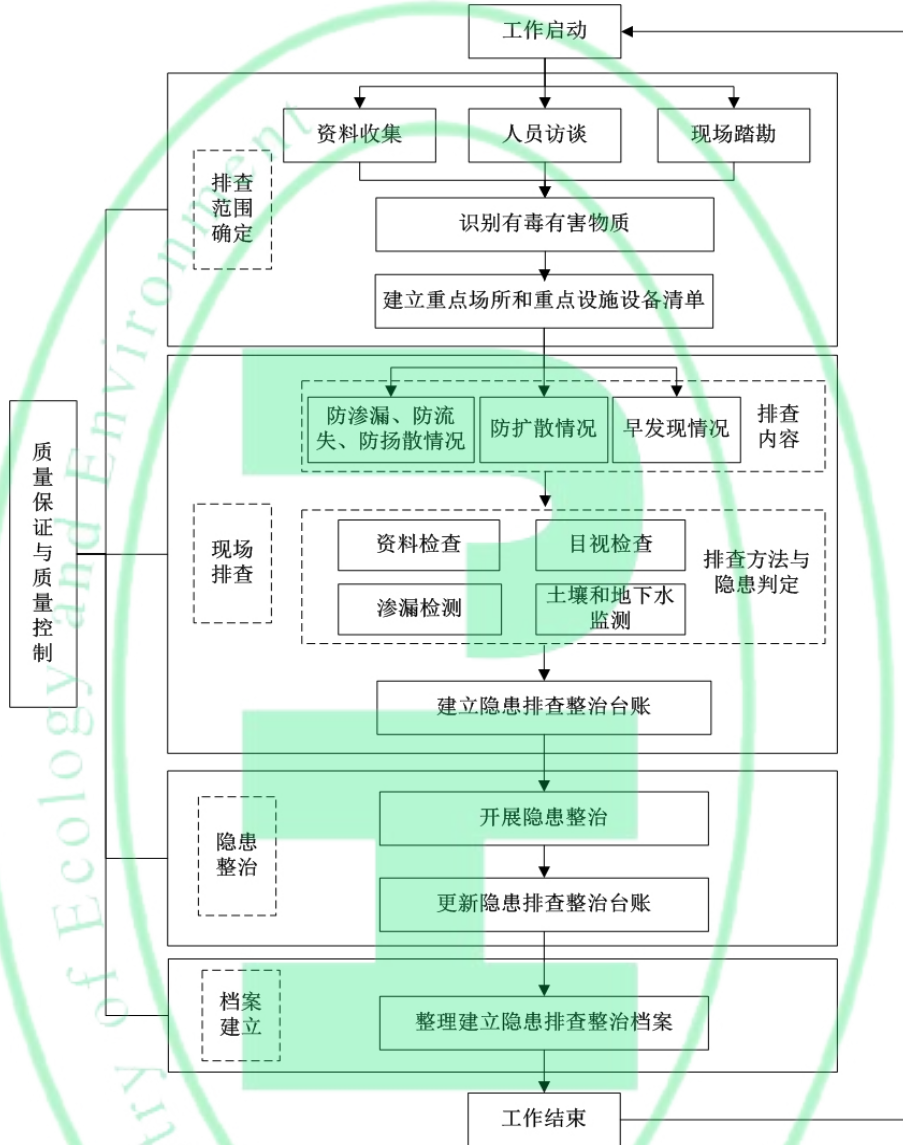 工作启动
资料收集
人员访谈
现场踏勘
排查
范围
确定
识别有毒有害物质
建立重点场所和重点设施设备清单
防渗漏、防流
失、防扬散情况
防扩散情况
早发现情况
排查
内容
质量保证与质量控制
现场
排查
资料检查
目视检查
渗漏检测
土壤和地下水
监测
排查方法与
隐患判定
建立隐患排查整治台账
隐患
整治
开展隐患整治
更新隐患排查整治台账
档案
建立
整理建立隐患排查整治档案
工作结束
try of Ecology and Environment